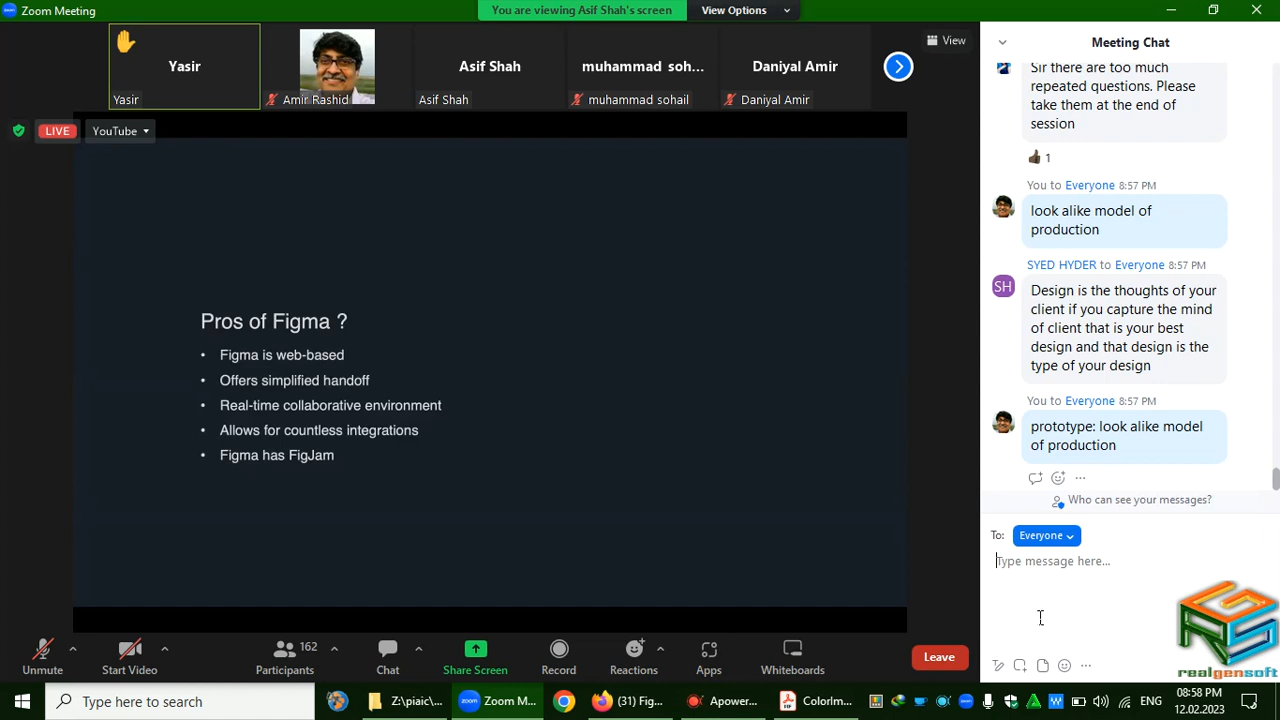 Zoom Meeting
You are viewing Asif Shah's screen
View Options
Yasir
Yasir
Amir Rashid
Asif Shah
Asif Shah
muhammad soh...
muhammad sohail
Daniyal Amir
Daniyal Amir
View
LIVE
YouTube
Pros of Figma ?
• Figma is web-based
• Offers simplified handoff
• Real-time collaborative environment
• Allows for countless integrations
• Figma has FigJam
Meeting Chat
Sir there are too much
repeated questions. Please
take them at the end of
session
1
You to Everyone 8:57 PM
look alike model of
production
SYED HYDER to Everyone 8:57 PM
SH
Design is the thoughts of your
client if you capture the mind
of client that is your best
design and that design is the
type of your design
You to Everyone 8:57 PM
prototype: look alike model
of production
Who can see your messages?
To: Everyone
Type message here...
realgensoft
Unmute
Start Video
162
Participants
Chat
Share Screen
Record
Reactions
Apps
Whiteboards
Leave
Type here to search
Z:\piaic\...
Zoom M...
(31) Fig...
Apower...
ColorIm...
ENG
08:58 PM
12.02.2023